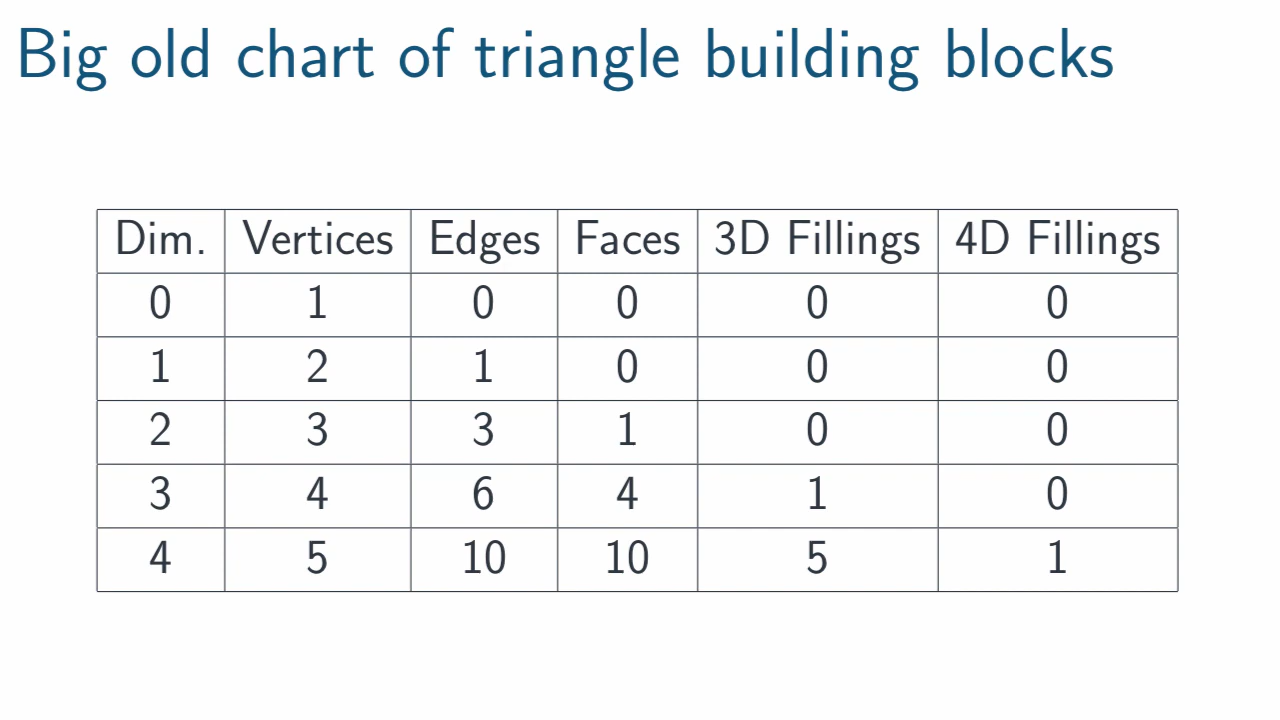 Big old chart of triangle building blocks
Dim. Vertices Edges Faces 3D Fillings 4D Fillings
0 1 0 0 0 0
1 2 1 0 0 0
2 3 3 1 0 0
3 4 6 4 1 0
4 5 10 10 5 1